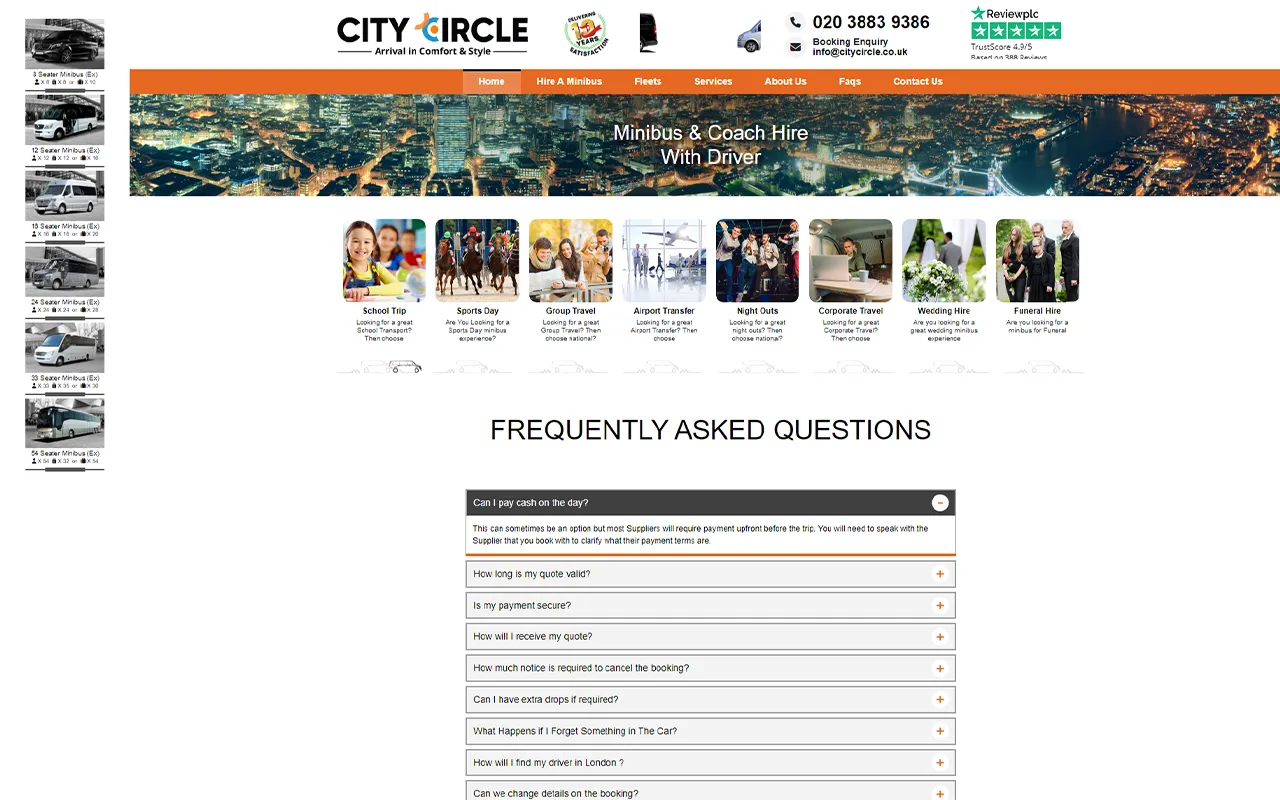 CITY CIRCLE
Arrival in Comfort & Style
DELIVERING
13
YEARS
SATISFACTION
020 3883 9386
Booking Enquiry
info@citycircle.co.uk
Reviewplc
TrustScore 4.9/5
Based on 388 Reviews
Home
Hire A Minibus
Fleets
Services
About Us
Faqs
Contact Us
Minibus & Coach Hire
With Driver
8 Seater Minibus (Ex)
X 8 X 8 or X 10
12 Seater Minibus (Ex)
X 12 X 12 or X 16
16 Seater Minibus (Ex)
X 16 X 16 or X 20
24 Seater Minibus (Ex)
X 24 X 24 or X 28
33 Seater Minibus (Ex)
X 33 X 35 or X 30
54 Seater Minibus (Ex)
X 54 X 32 or X 54
School Trip
Looking for a great
School Transport?
Then choose
Sports Day
Are You Looking for a
Sports Day minibus
experience?
Group Travel
Looking for a great
Group Travel? Then
choose national?
Airport Transfer
Looking for a great
Airport Transfer? Then
choose
Night Outs
Looking for a great
night outs? Then
choose national?
Corporate Travel
Looking for a great
Corporate Travel?
Then choose
Wedding Hire
Are you looking for a
great wedding minibus
experience
Funeral Hire
Are you looking for a
minibus for Funeral
FREQUENTLY ASKED QUESTIONS
Can I pay cash on the day?
This can sometimes be an option but most Suppliers will require payment upfront before the trip. You will need to speak with the
Supplier that you book with to clarify what their payment terms are.
How long is my quote valid?
Is my payment secure?
How will I receive my quote?
How much notice is required to cancel the booking?
Can I have extra drops if required?
What Happens if I Forget Something in The Car?
How will I find my driver in London ?
Can we change details on the booking?